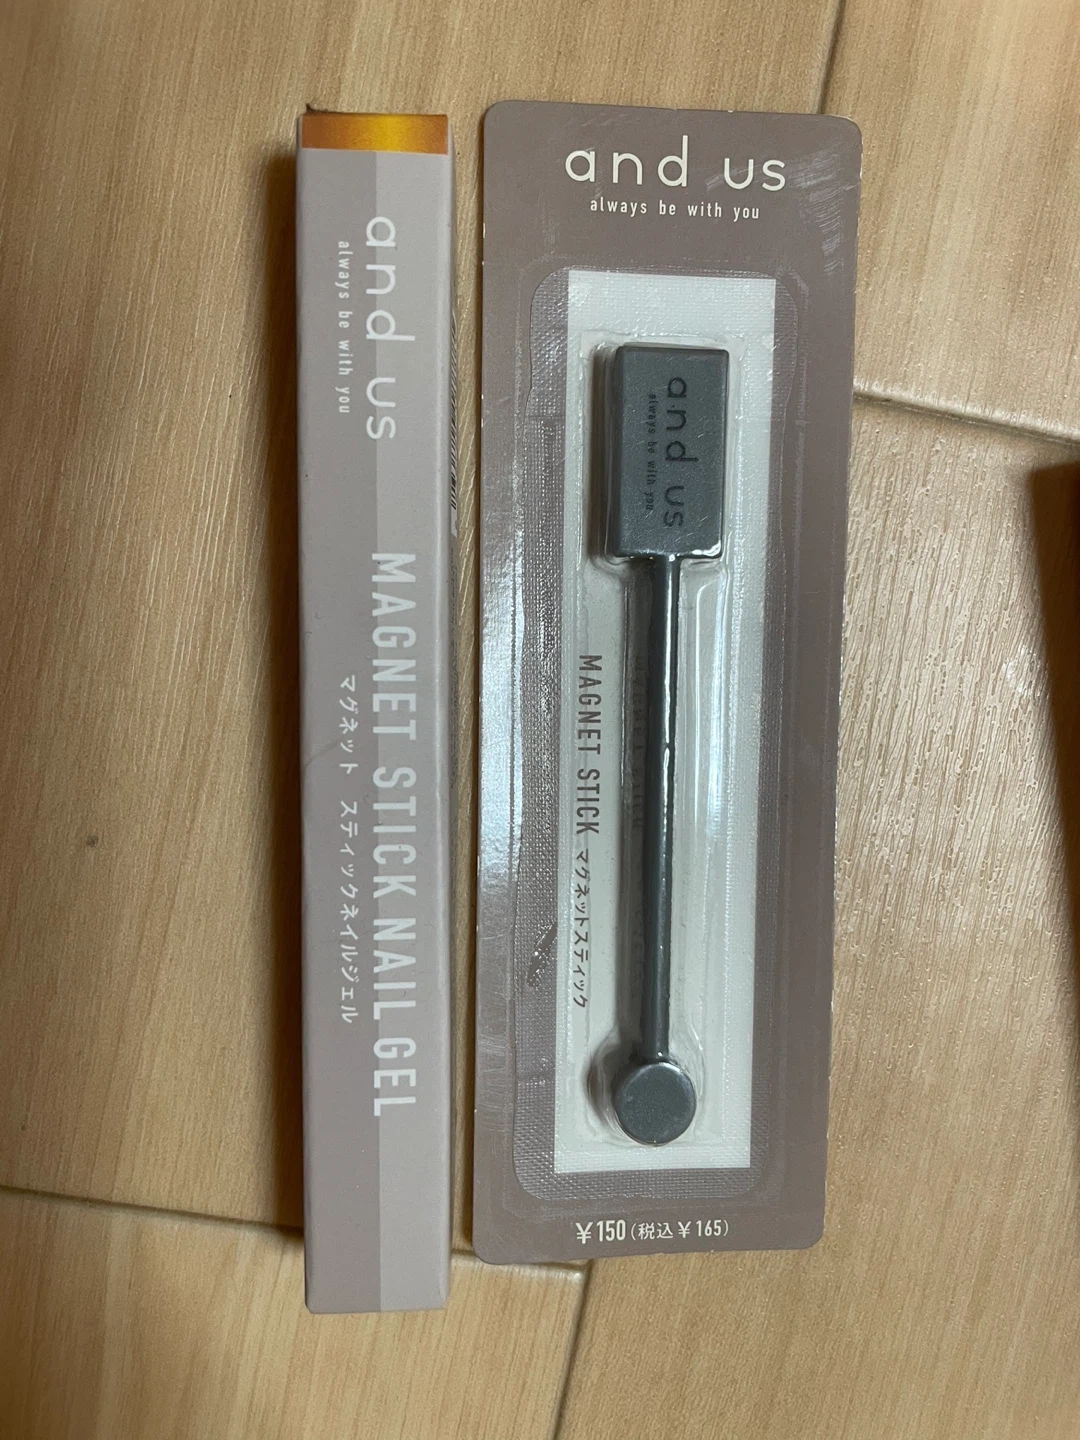 and us
always be with you
MAGNET STICK NAIL GEL
マグネット スティックネイルジェル
and us
always be with you
and us
always be with you
MAGNET STICK マグネットスティック
¥150(税込¥165)